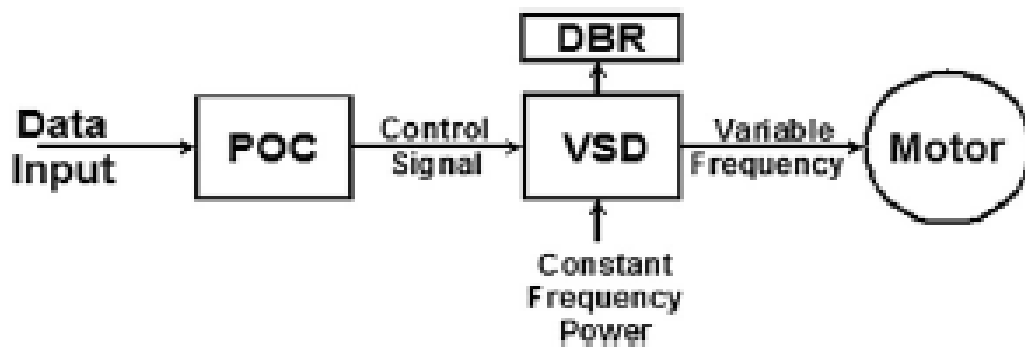 DBR
Data
Input
POC
Control
Signal
VSD
Variable
Frequency
Motor
Constant
Frequency
Power